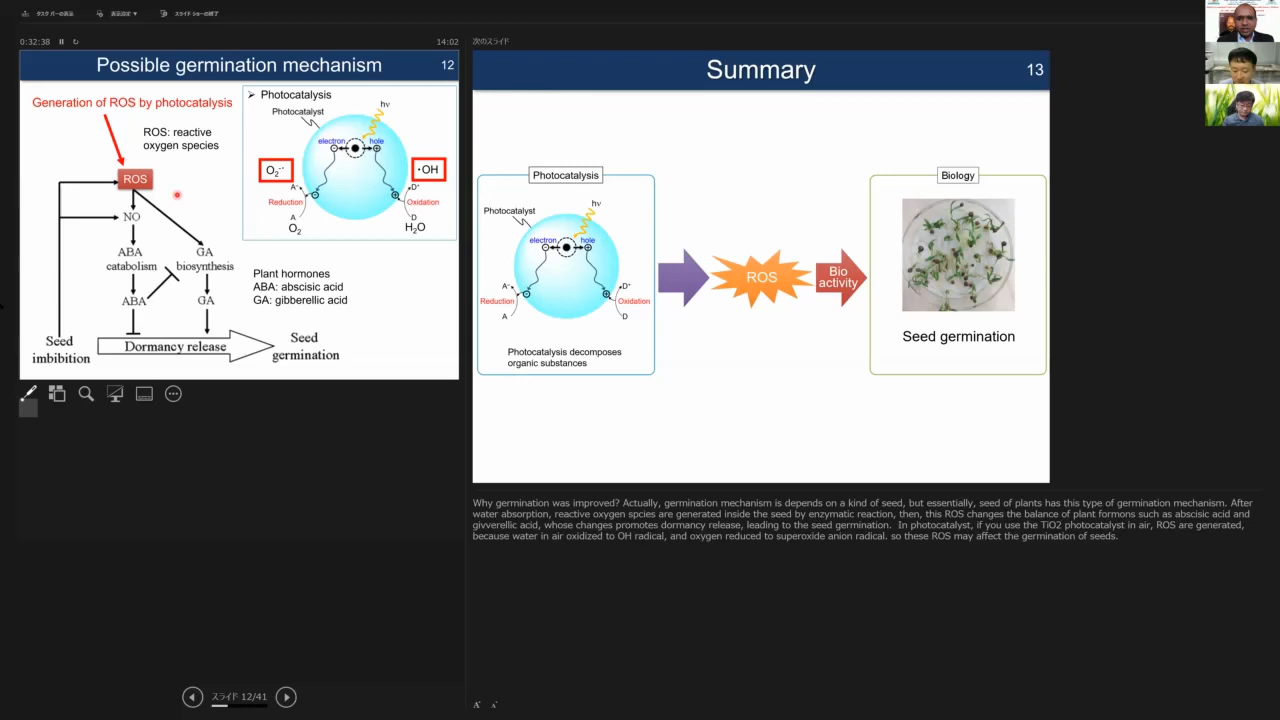 タスク バーの表示
表示設定 ▼
スライド ショーの終了
0:32:38
14:02
次のスライド
Possible germination mechanism
12
Generation of ROS by photocatalysis
ROS: reactive
oxygen species
ROS
NO
ABA
catabolism
GA
biosynthesis
ABA
GA
Seed
imbibition
Dormancy release
Seed
germination
Plant hormones
ABA: abscisic acid
GA: gibberellic acid
➢ Photocatalysis
hν
Photocatalyst
electron
hole
O₂⁻·
·OH
A⁻
D⁺
Reduction
Oxidation
A
D
O₂
H₂O
Summary
13
Photocatalysis
hν
Photocatalyst
electron
hole
A⁻
D⁺
Reduction
Oxidation
A
D
Photocatalysis decomposes
organic substances
ROS
Bio
activity
Biology
Seed germination
Why germination was improved? Actually, germination mechanism is depends on a kind of seed, but essentially, seed of plants has this type of germination mechanism. After
water absorption, reactive oxygen spcies are generated inside the seed by enzymatic reaction, then, this ROS changes the balance of plant formons such as abscisic acid and
givverellic acid, whose changes promotes dormancy release, leading to the seed germination. In photocatalyst, if you use the TiO2 photocatalyst in air, ROS are generated,
because water in air oxidized to OH radical, and oxygen reduced to superoxide anion radical. so these ROS may affect the germination of seeds.
スライド 12/41
A A